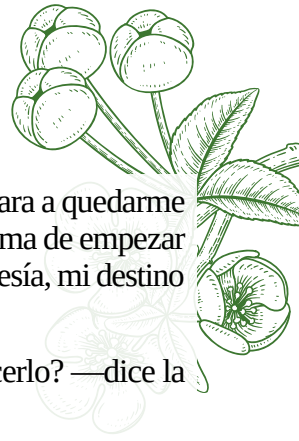 ara a quedarme
ma de empezar
esía, mi destino
cerlo? —dice la